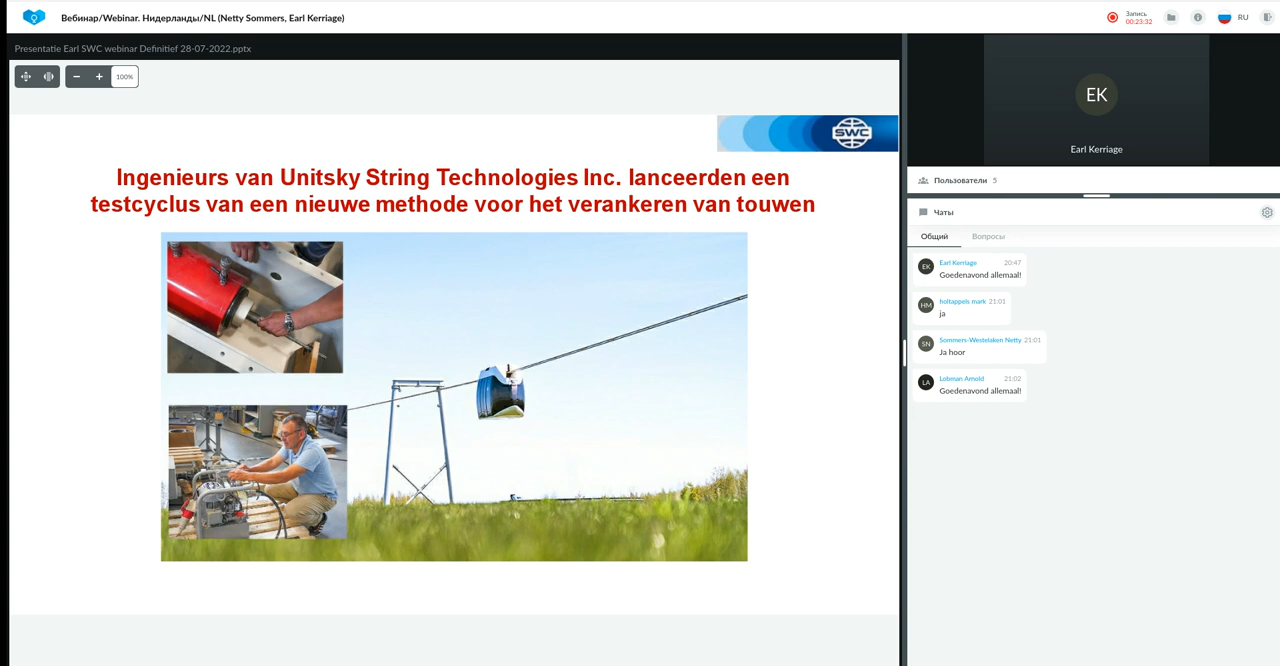 Вебинар/Webinar. Нидерланды/NL (Netty Sommers, Earl Kerriage)
Запись
00:23:32
RU
Presentatie Earl SWC webinar Definitief 28-07-2022.pptx
100%
SWC
Ingenieurs van Unitsky String Technologies Inc. lanceerden een
testcyclus van een nieuwe methode voor het verankeren van touwen
EK
Earl Kerriage
Пользователи 5
Чаты
Общий Вопросы
EK Earl Kerriage 20:47
Goedenavond allemaal!
HM holtappels mark 21:01
ja
SN Sommers-Westelaken Netty 21:01
Ja hoor
LA Lobman Arnold 21:02
Goedenavond allemaal!